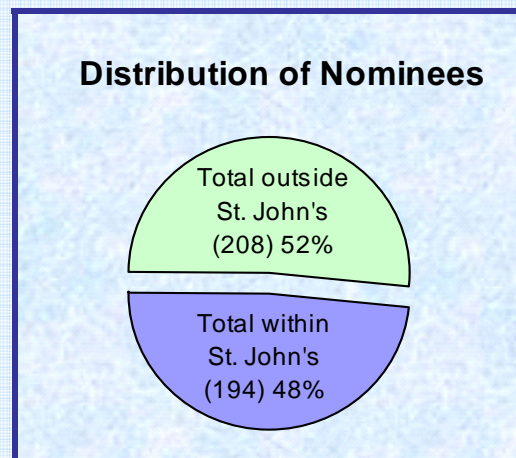 Distribution of Nominees
Total outside
St. John's
(208) 52%
Total within
St. John's
(194) 48%